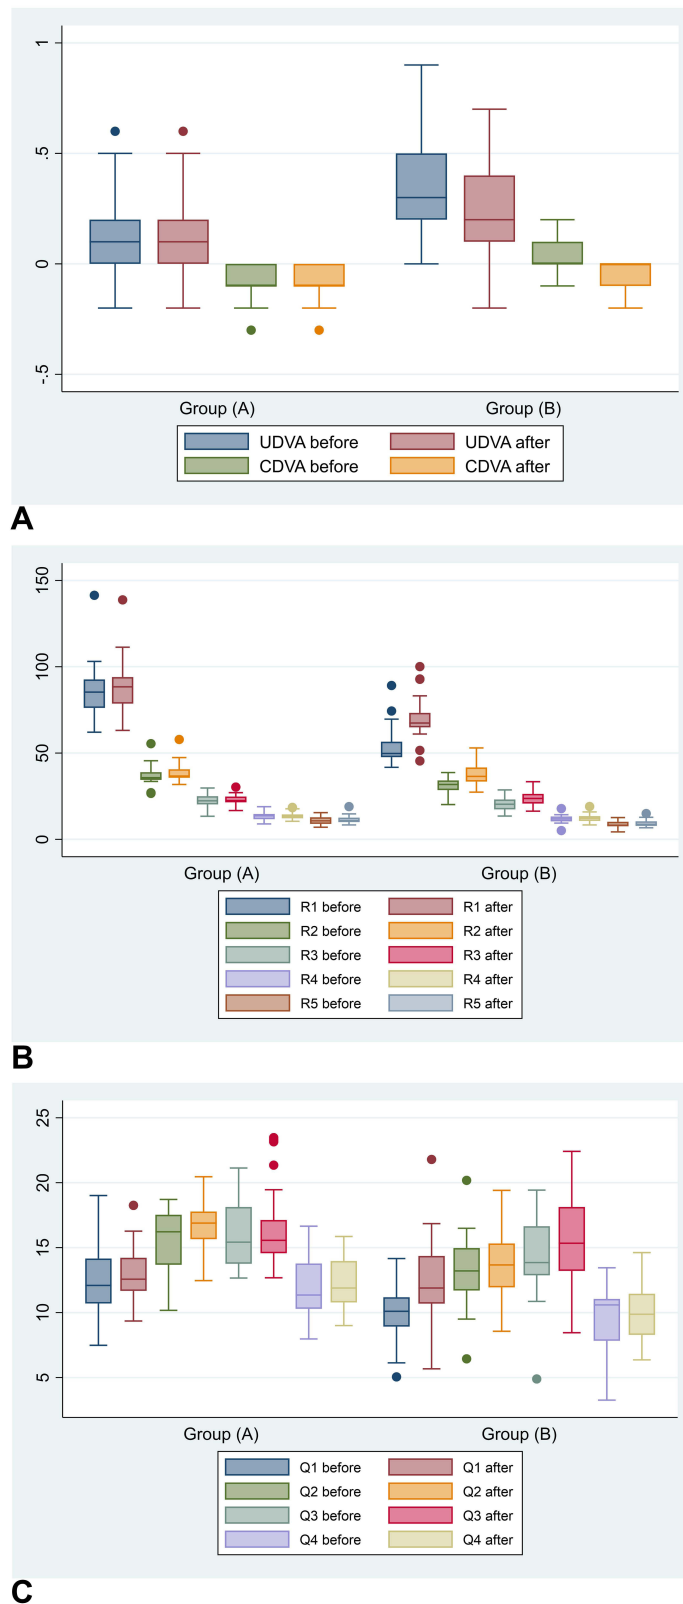 1
.5
0
-.5
Group (A) Group (B)
UDVA before UDVA after
CDVA before CDVA after
A
150
100
50
0
Group (A) Group (B)
R1 before R1 after
R2 before R2 after
R3 before R3 after
R4 before R4 after
R5 before R5 after
B
25
20
15
10
5
Group (A) Group (B)
Q1 before Q1 after
Q2 before Q2 after
Q3 before Q3 after
Q4 before Q4 after
C